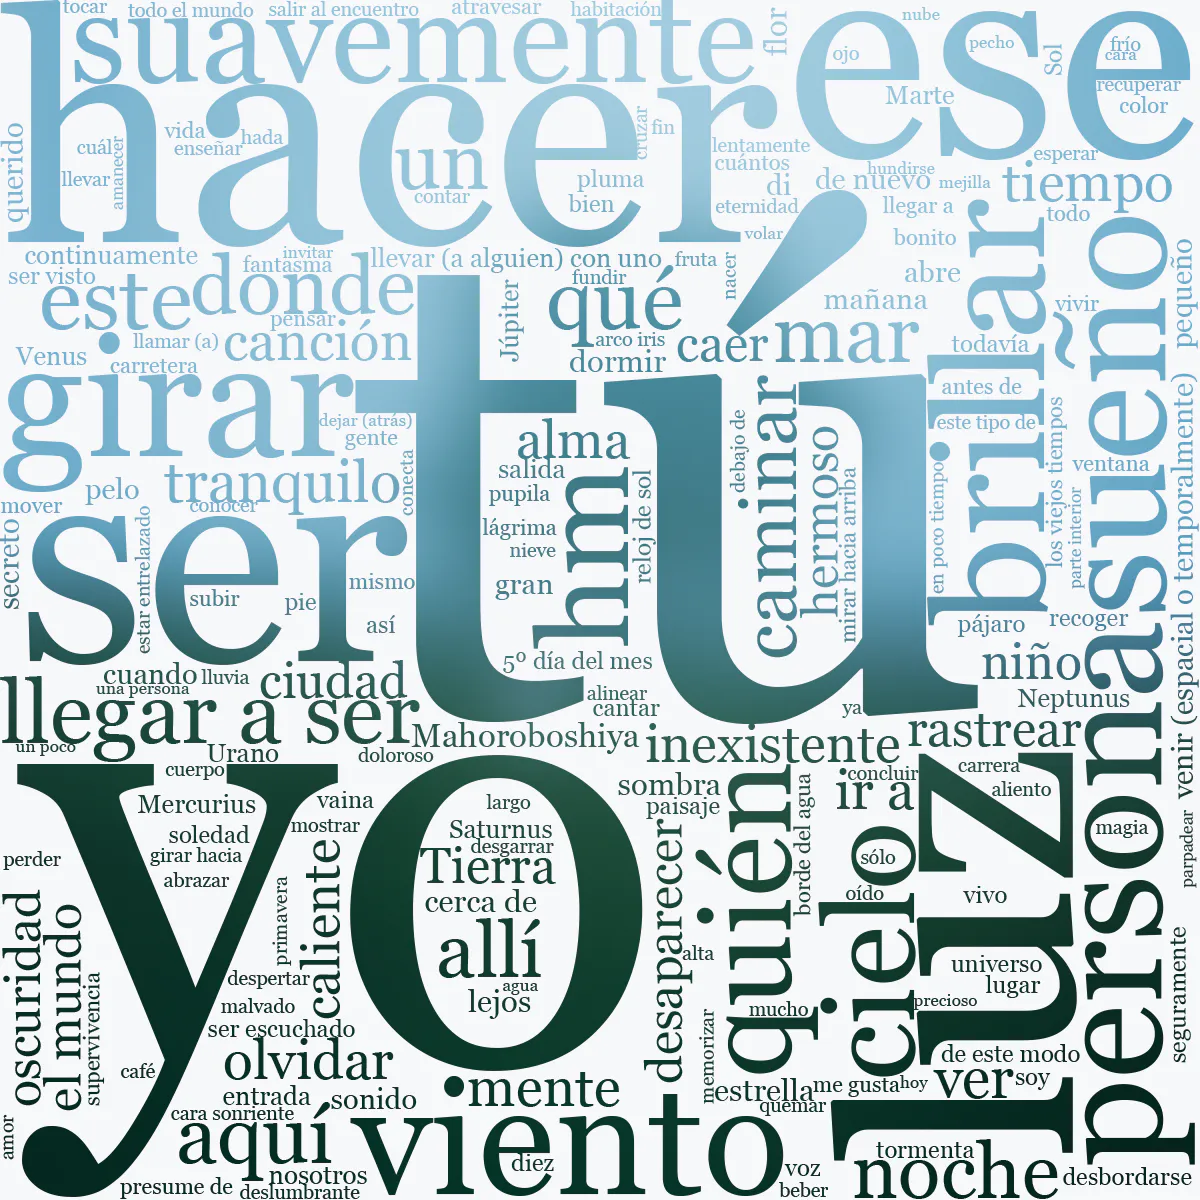 tocar
todo el mundo
salir al encuentro
atravesar
habitación
suavemente
hacer
flor
ese
nube
ojo
pecho
Sol
frío
cara
recuperar
color
Marte
querido
cuál
llevar
amanecer
vida
enseñar
hada
un
contar
cruzar
fin
pluma
bien
lentamente
cuántos
di
eternidad
volar
de nuevo
hundirse
mejilla
esperar
tiempo
todo
llegar a
bonito
abre
continuamente
ser visto
invitar
fantasma
llevar (a alguien) con uno
fruta
nacer
fundir
este
donde
pensar
qué
Júpiter
mañana
vivir
pequeño
Venus
llamar (a)
carretera
canción
arco iris
dormir
caer
mar
todavía
brillar
sueño
girar
dejar (atrás)
gente
tú
antes de
este tipo de
alma
salida
pupila
lágrima
nieve
gran
hm
reloj de sol
debajo de
caminar
hermoso
mirar hacia arriba
en poco tiempo
los viejos tiempos
ventana
parte interior
venir (espacial o temporalmente)
mover
pelo
tranquilo
conecta
conocer
secreto
ser
estar entrelazado
subir
pie
mismo
así
pájaro
recoger
5º día del mes
niño
Neptunus
masa
cuando
lluvia
una persona
ciudad
alinear
cantar
ya
llegar a ser
un poco
Urano
doloroso
Mahoroboshiya
inexistente
rastrear
cuerpo
yo
Mercurius
vaina
soledad
mostrar
girar hacia
abrazar
perder
largo
Saturnus
desgarrar
Tierra
cerca de
allí
agua
lejos
sombra
paisaje
quién
borde del agua
concluir
ir a
carrera
aliento
luz
sólo
magia
parpadear
persona
oscuridad
el mundo
supervivencia
primavera
caliente
despertar
malvado
ser escuchado
desaparecer
alta
oído
cielo
vivo
universo
lugar
precioso
mucho
memorizar
seguramente
café
olvidar
entrada
sonido
cara sonriente
mente
estrella
quemar
me gusta
hoy
de este modo
ver
soy
amor
aquí
nosotros
presume de
deslumbrante
viento
diez
voz
beber
tormenta
noche
desbordarse